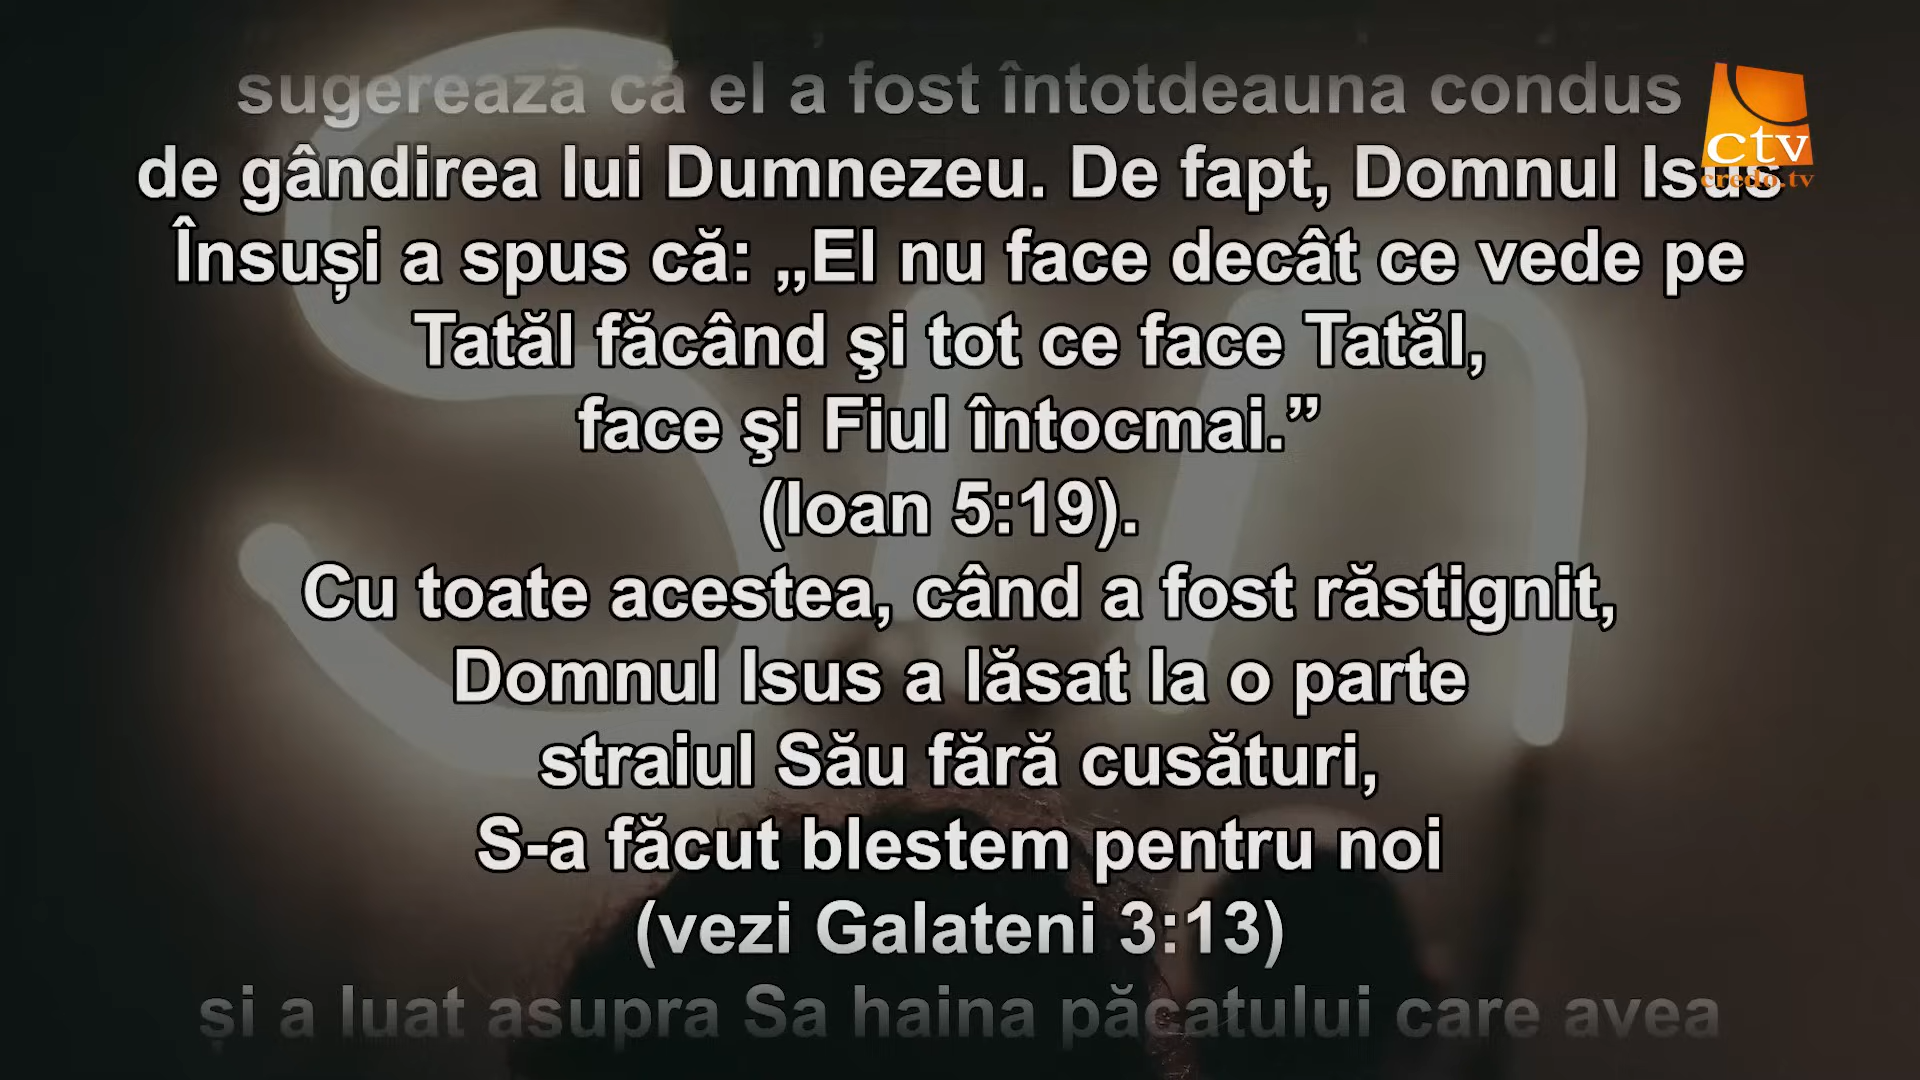 sugerează că el a fost întotdeauna condus
de gândirea lui Dumnezeu. De fapt, Domnul Isus
Însuși a spus că: ,,El nu face decât ce vede pe
Tatăl făcând şi tot ce face Tatăl,
face şi Fiul întocmai.”
(Ioan 5:19).
Cu toate acestea, când a fost răstignit,
Domnul Isus a lăsat la o parte
straiul Său fără cusături,
S-a făcut blestem pentru noi
(vezi Galateni 3:13)
și a luat asupra Sa haina păcatului care avea
ctv
credo.tv
Sin